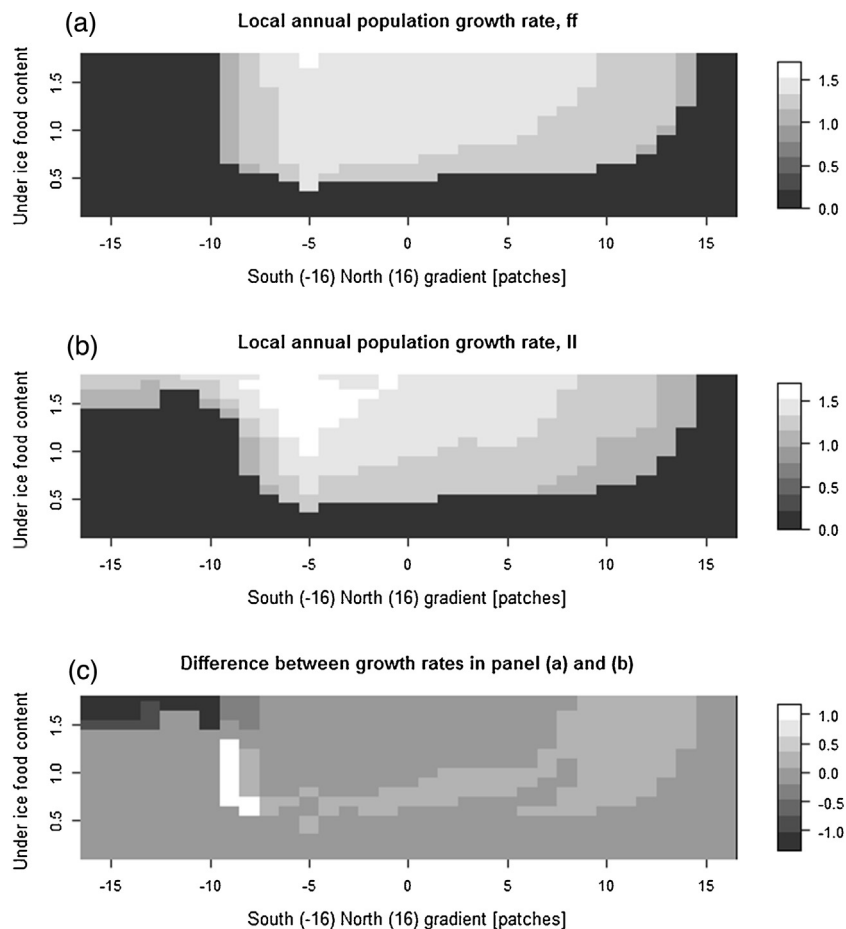 (a)
Local annual population growth rate, ff
Under ice food content
0.5 1.0 1.5
-15 -10 -5 0 5 10 15
South (-16) North (16) gradient [patches]
1.5
1.0
0.5
0.0
(b)
Local annual population growth rate, ll
Under ice food content
0.5 1.0 1.5
-15 -10 -5 0 5 10 15
South (-16) North (16) gradient [patches]
1.5
1.0
0.5
0.0
(c)
Difference between growth rates in panel (a) and (b)
Under ice food content
0.5 1.0 1.5
-15 -10 -5 0 5 10 15
South (-16) North (16) gradient [patches]
1.0
0.5
0.0
-0.5
-1.0